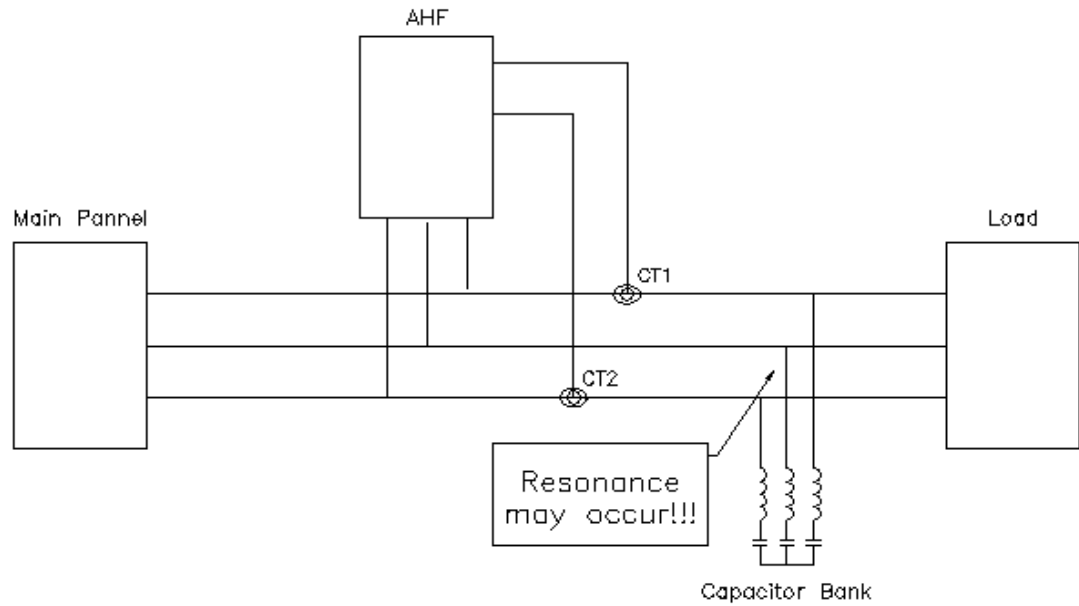 AHF
Main Pannel
Load
CT1
CT2
Resonance
may occur!!!
Capacitor Bank